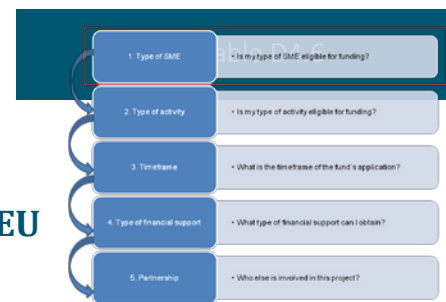 1. Type of SME
• Is my type of SME eligible for funding?
2. Type of activity
• Is my type of activity eligible for funding?
3. Timeframe
• What is the timeframe of the fund's application?
EU
4. Type of financial support
• What type of financial support can I obtain?
5. Partnership
• Who else is involved in this project?